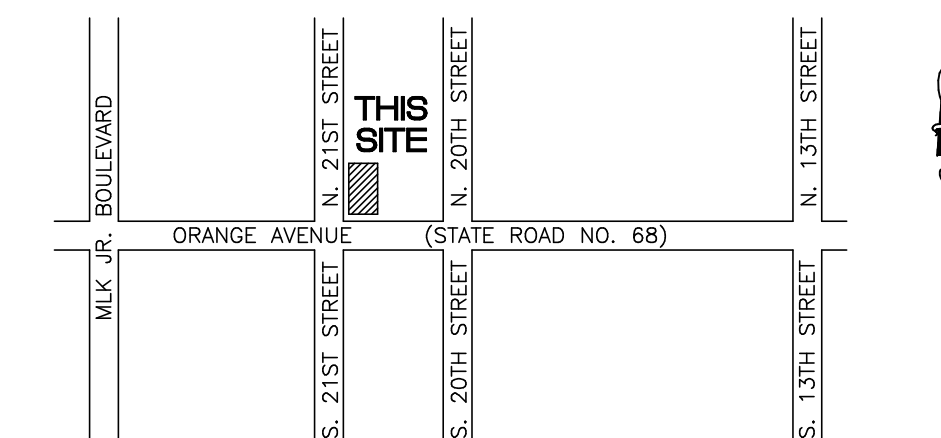 MLK JR. BOULEVARD
N. 21ST STREET
THIS
SITE
N. 20TH STREET
N. 13TH STREET
ORANGE AVENUE (STATE ROAD NO. 68)
S. 21ST STREET
S. 20TH STREET
S. 13TH STREET